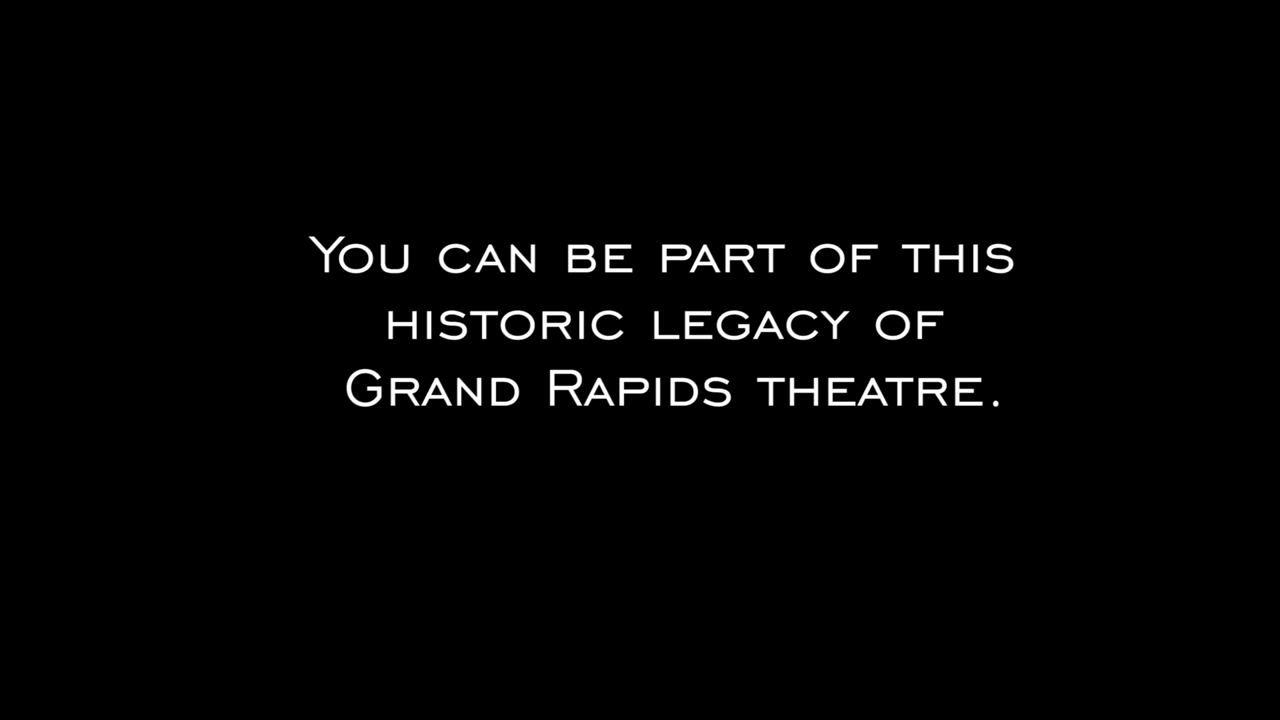 You can be part of this
historic legacy of
Grand Rapids theatre.